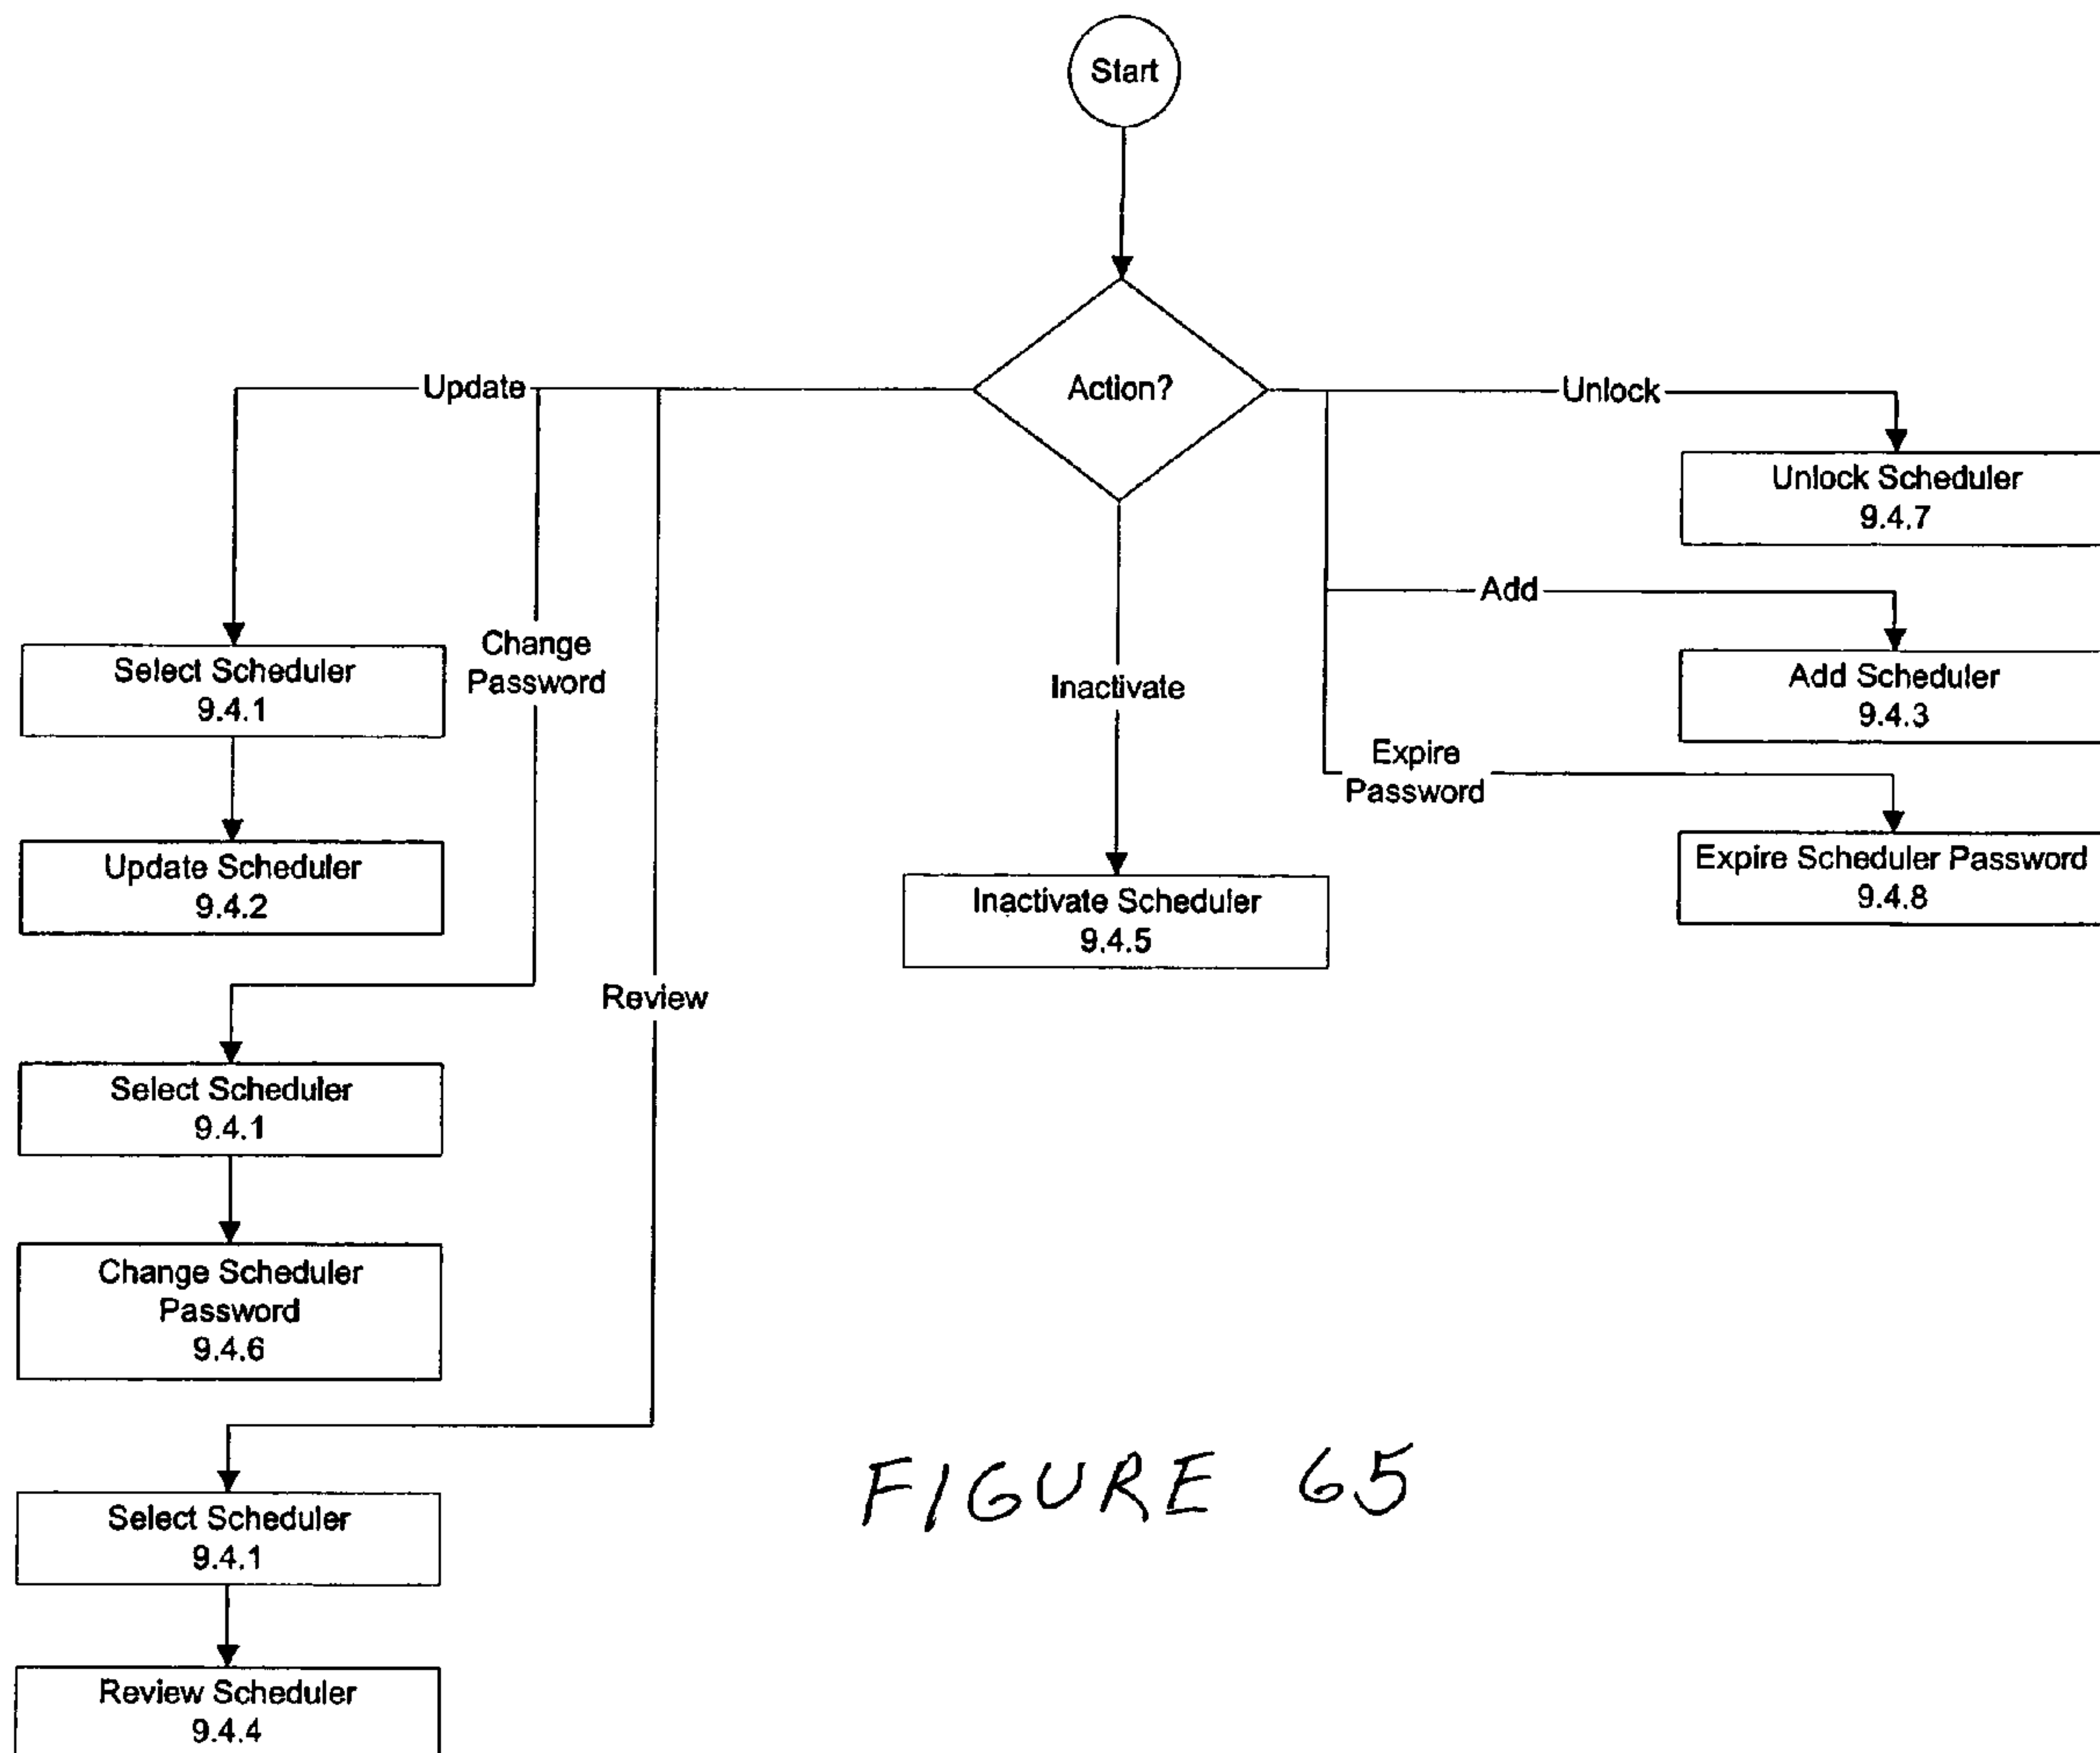 Start
Action?
Update
Unlock
Unlock Scheduler
9.4.7
Add
Add Scheduler
9.4.3
Expire
Password
Expire Scheduler Password
9.4.8
Change
Password
Inactivate
Inactivate Scheduler
9.4.5
Select Scheduler
9.4.1
Update Scheduler
9.4.2
Review
Select Scheduler
9.4.1
Change Scheduler
Password
9.4.6
Select Scheduler
9.4.1
Review Scheduler
9.4.4
FIGURE 65